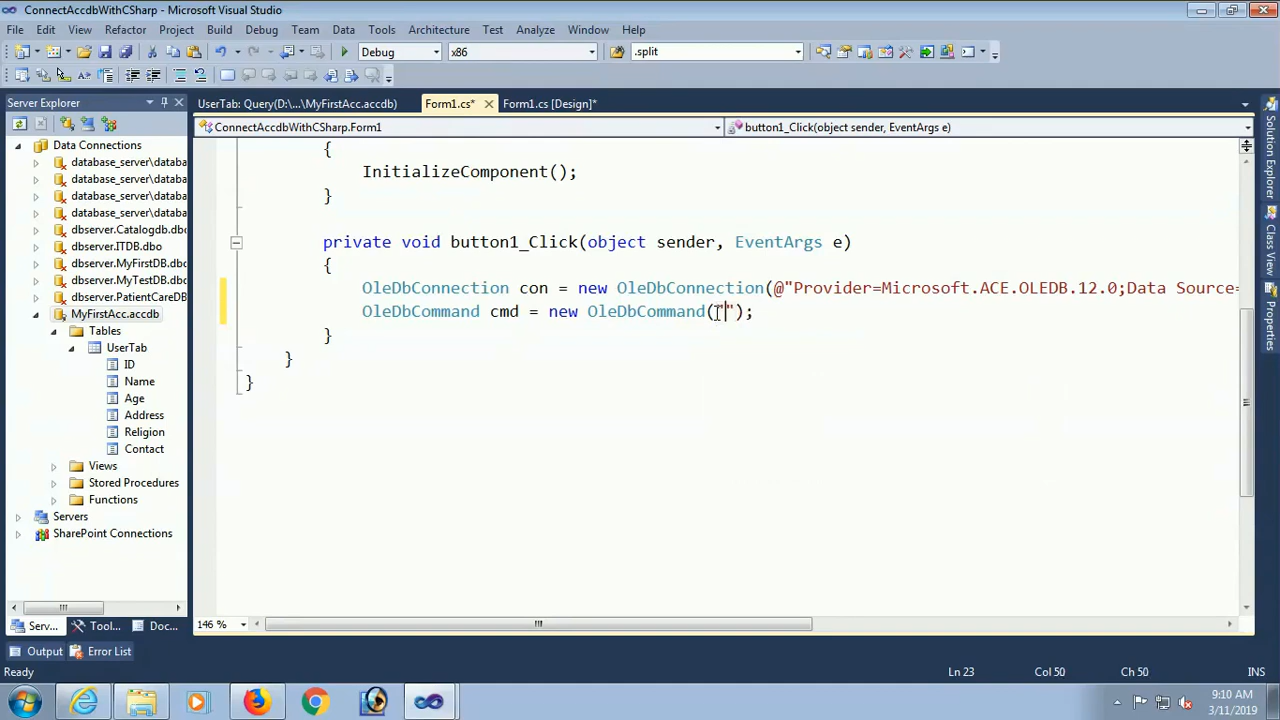 ConnectAccdbWithCSharp - Microsoft Visual Studio
File Edit View Refactor Project Build Debug Team Data Tools Architecture Test Analyze Window Help
Debug x86 .split
Server Explorer
UserTab: Query(D:\...\MyFirstAcc.accdb) Form1.cs* Form1.cs [Design]*
ConnectAccdbWithCSharp.Form1 button1_Click(object sender, EventArgs e)
Data Connections
database_server\databa
database_server\databa
database_server\databa
database_server\databa
dbserver.Catalogdb.dbo
dbserver.ITDB.dbo
dbserver.MyFirstDB.dbo
dbserver.MyTestDB.dbo
dbserver.PatientCareDB
MyFirstAcc.accdb
Tables
UserTab
ID
Name
Age
Address
Religion
Contact
Views
Stored Procedures
Functions
Servers
SharePoint Connections
{
InitializeComponent();
}
private void button1_Click(object sender, EventArgs e)
{
OleDbConnection con = new OleDbConnection(@"Provider=Microsoft.ACE.OLEDB.12.0;Data Source=
OleDbCommand cmd = new OleDbCommand("");
}
}
}
Solution Explorer
Class View
Properties
146 %
Serv... Tool... Doc...
Output Error List
Ready Ln 23 Col 50 Ch 50 INS
9:10 AM
3/11/2019